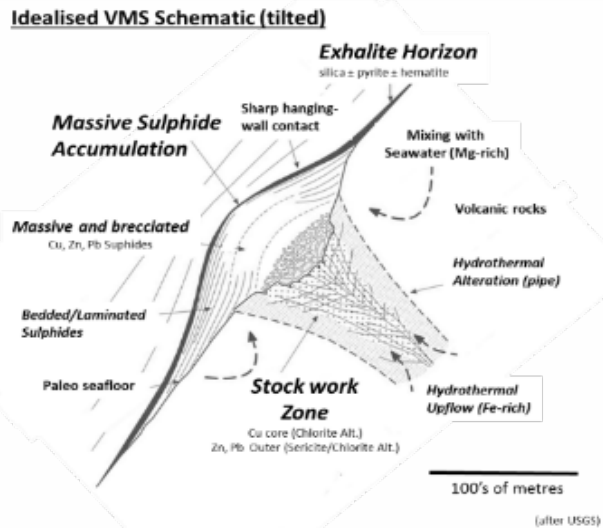 Idealised VMS Schematic (tilted)
Exhalite Horizon
silica ± pyrite ± hematite
Sharp hanging-
wall contact
Massive Sulphide
Accumulation
Mixing with
Seawater (Mg-rich)
Massive and brecciated
Cu, Zn, Pb Suphides
Volcanic rocks
Hydrothermal
Alteration (pipe)
Bedded/Laminated
Sulphides
Paleo seafloor
Stock work
Zone
Cu core (Chlorite Alt.)
Zn, Pb Outer (Sericite/Chlorite Alt.)
Hydrothermal
Upflow (Fe-rich)
100's of metres
(after USGS)